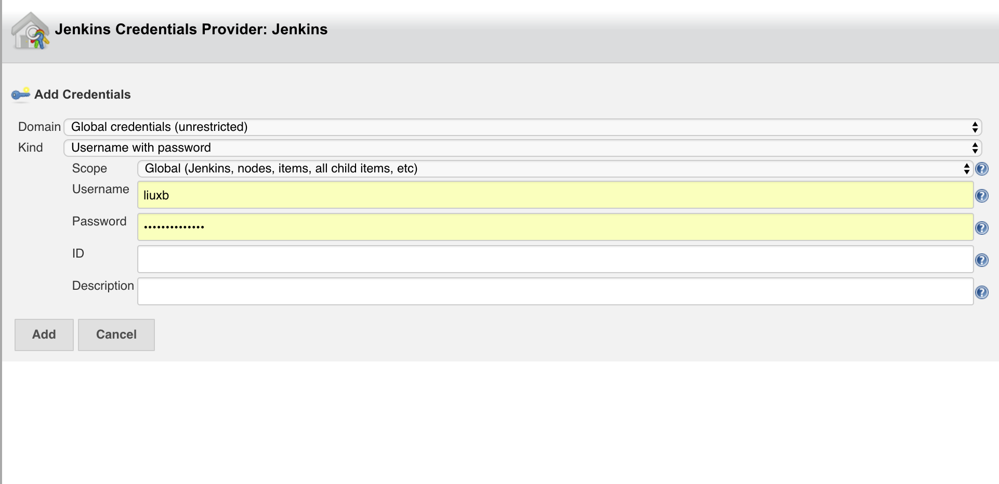 Jenkins Credentials Provider: Jenkins
Add Credentials
Domain Global credentials (unrestricted)
Kind Username with password
Scope Global (Jenkins, nodes, items, all child items, etc)
Username liuxb
Password ••••••••••••••
ID
Description
Add Cancel